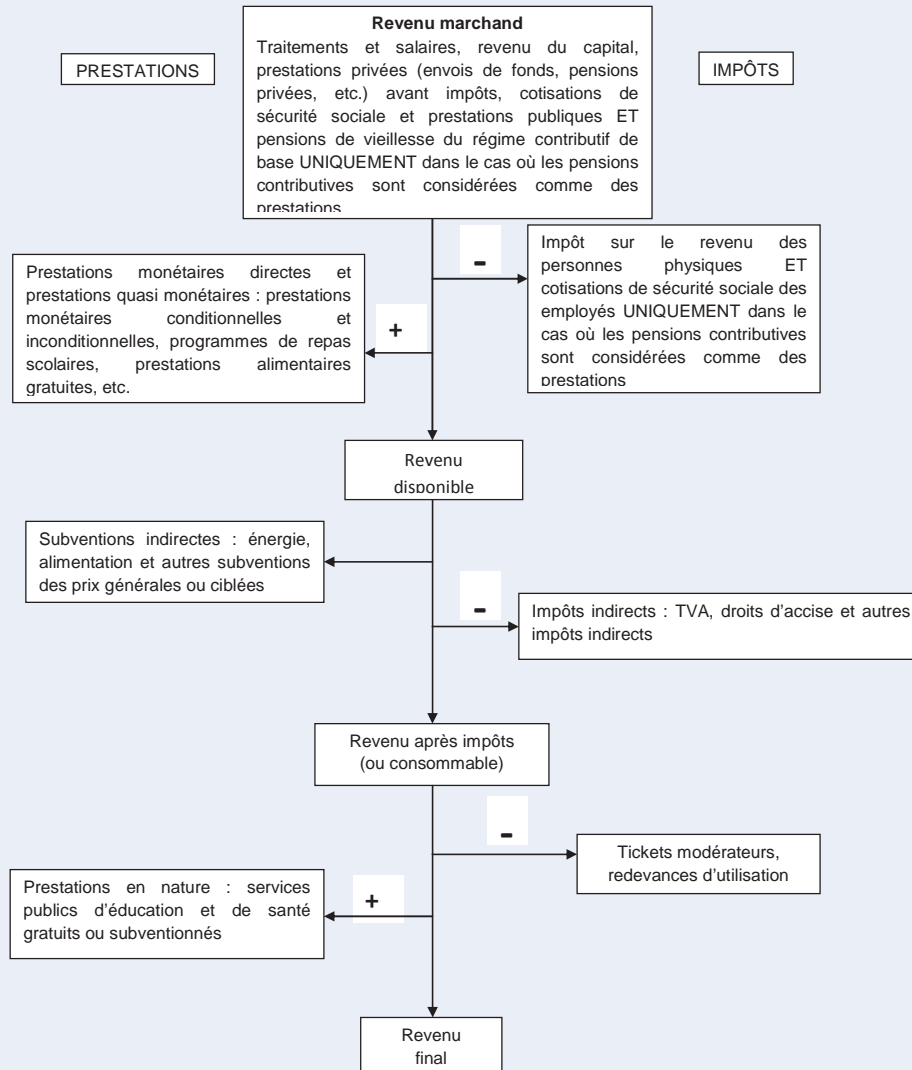 Revenu marchand
Traitements et salaires, revenu du capital,
prestations privées (envois de fonds, pensions
privées, etc.) avant impôts, cotisations de
sécurité sociale et prestations publiques ET
pensions de vieillesse du régime contributif de
base UNIQUEMENT dans le cas où les pensions
contributives sont considérées comme des
prestations
PRESTATIONS
IMPÔTS
-
Impôt sur le revenu des
personnes physiques ET
cotisations de sécurité sociale des
employés UNIQUEMENT dans le
cas où les pensions contributives
sont considérées comme des
prestations
Prestations monétaires directes et
prestations quasi monétaires : prestations
monétaires conditionnelles et
inconditionnelles, programmes de repas
scolaires, prestations alimentaires
gratuites, etc.
+
Revenu
disponible
Subventions indirectes : énergie,
alimentation et autres subventions
des prix générales ou ciblées
-
Impôts indirects : TVA, droits d'accise et autres
impôts indirects
Revenu après impôts
(ou consommable)
-
Tickets modérateurs,
redevances d'utilisation
Prestations en nature : services
publics d'éducation et de santé
gratuits ou subventionnés
+
Revenu
final